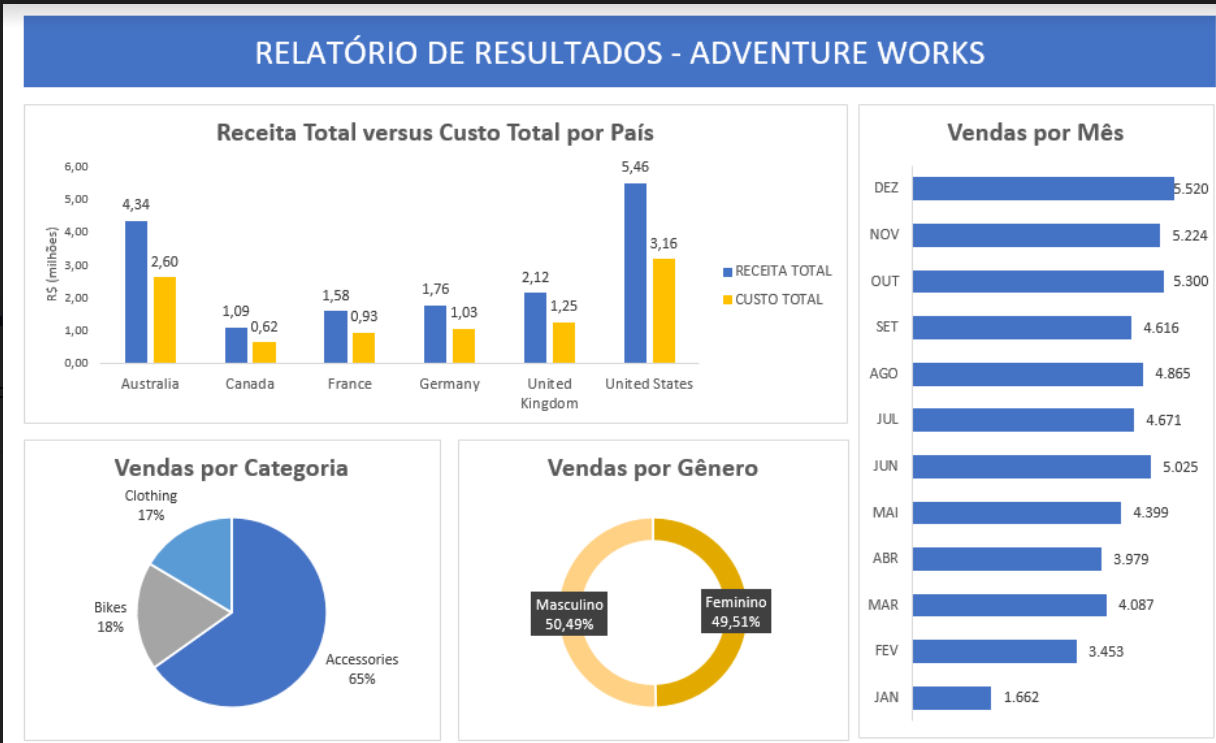 RELATÓRIO DE RESULTADOS - ADVENTURE WORKS
Receita Total versus Custo Total por País
R$ (milhões)
6,00
5,00
4,00
3,00
2,00
1,00
0,00
4,34
2,60
1,09
0,62
1,58
0,93
1,76
1,03
2,12
1,25
5,46
3,16
Australia
Canada
France
Germany
United
Kingdom
United States
RECEITA TOTAL
CUSTO TOTAL
Vendas por Mês
DEZ 5.520
NOV 5.224
OUT 5.300
SET 4.616
AGO 4.865
JUL 4.671
JUN 5.025
MAI 4.399
ABR 3.979
MAR 4.087
FEV 3.453
JAN 1.662
Vendas por Categoria
Clothing
17%
Bikes
18%
Accessories
65%
Vendas por Gênero
Masculino
50,49%
Feminino
49,51%